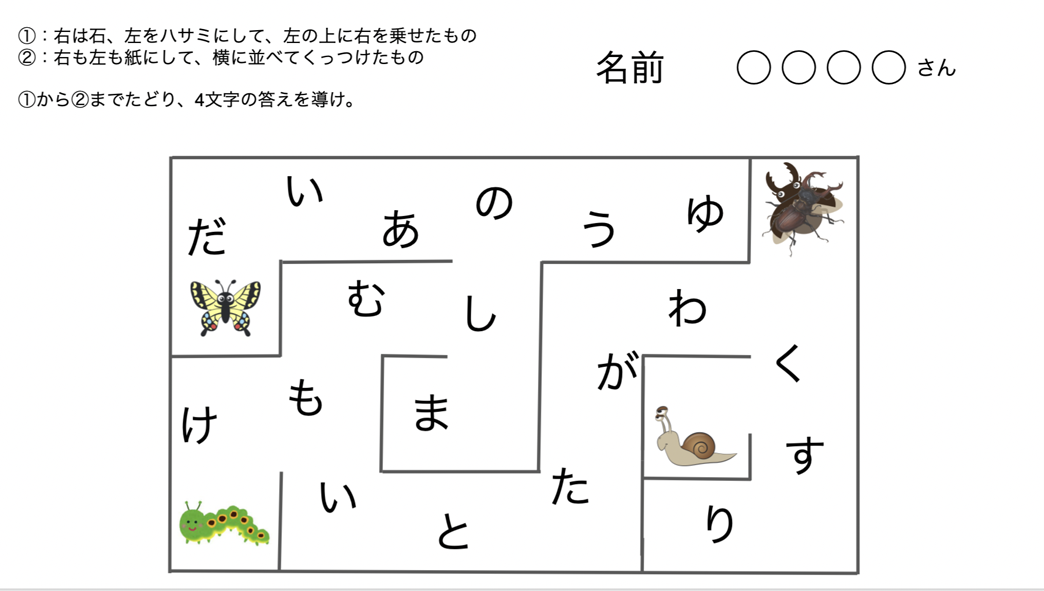 ①：右は石、左をハサミにして、左の上に右を乗せたもの
②：右も左も紙にして、横に並べてくっつけたもの
①から②までたどり、4文字の答えを導け。
名前　〇〇〇〇さん
い
の
だ
あ
う
ゆ
む
し
わ
が
く
け
も
ま
す
い
た
と
り